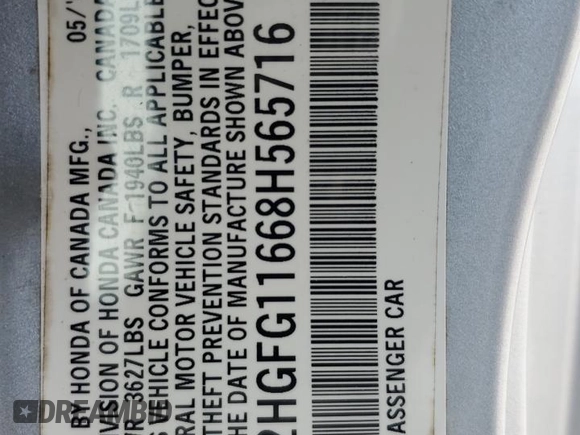 05/
BY HONDA OF CANADA MFG.,
VISION OF HONDA CANADA INC., CANADA
3627LBS GAWR F 1940LBS R 1709L
VEHICLE CONFORMS TO ALL APPLICABLE
RAL MOTOR VEHICLE SAFETY, BUMPER,
THEFT PREVENTION STANDARDS IN EFFEC
HE DATE OF MANUFACTURE SHOWN ABOV
2HGFG11668H565716
ASSENGER CAR
DREAMBID